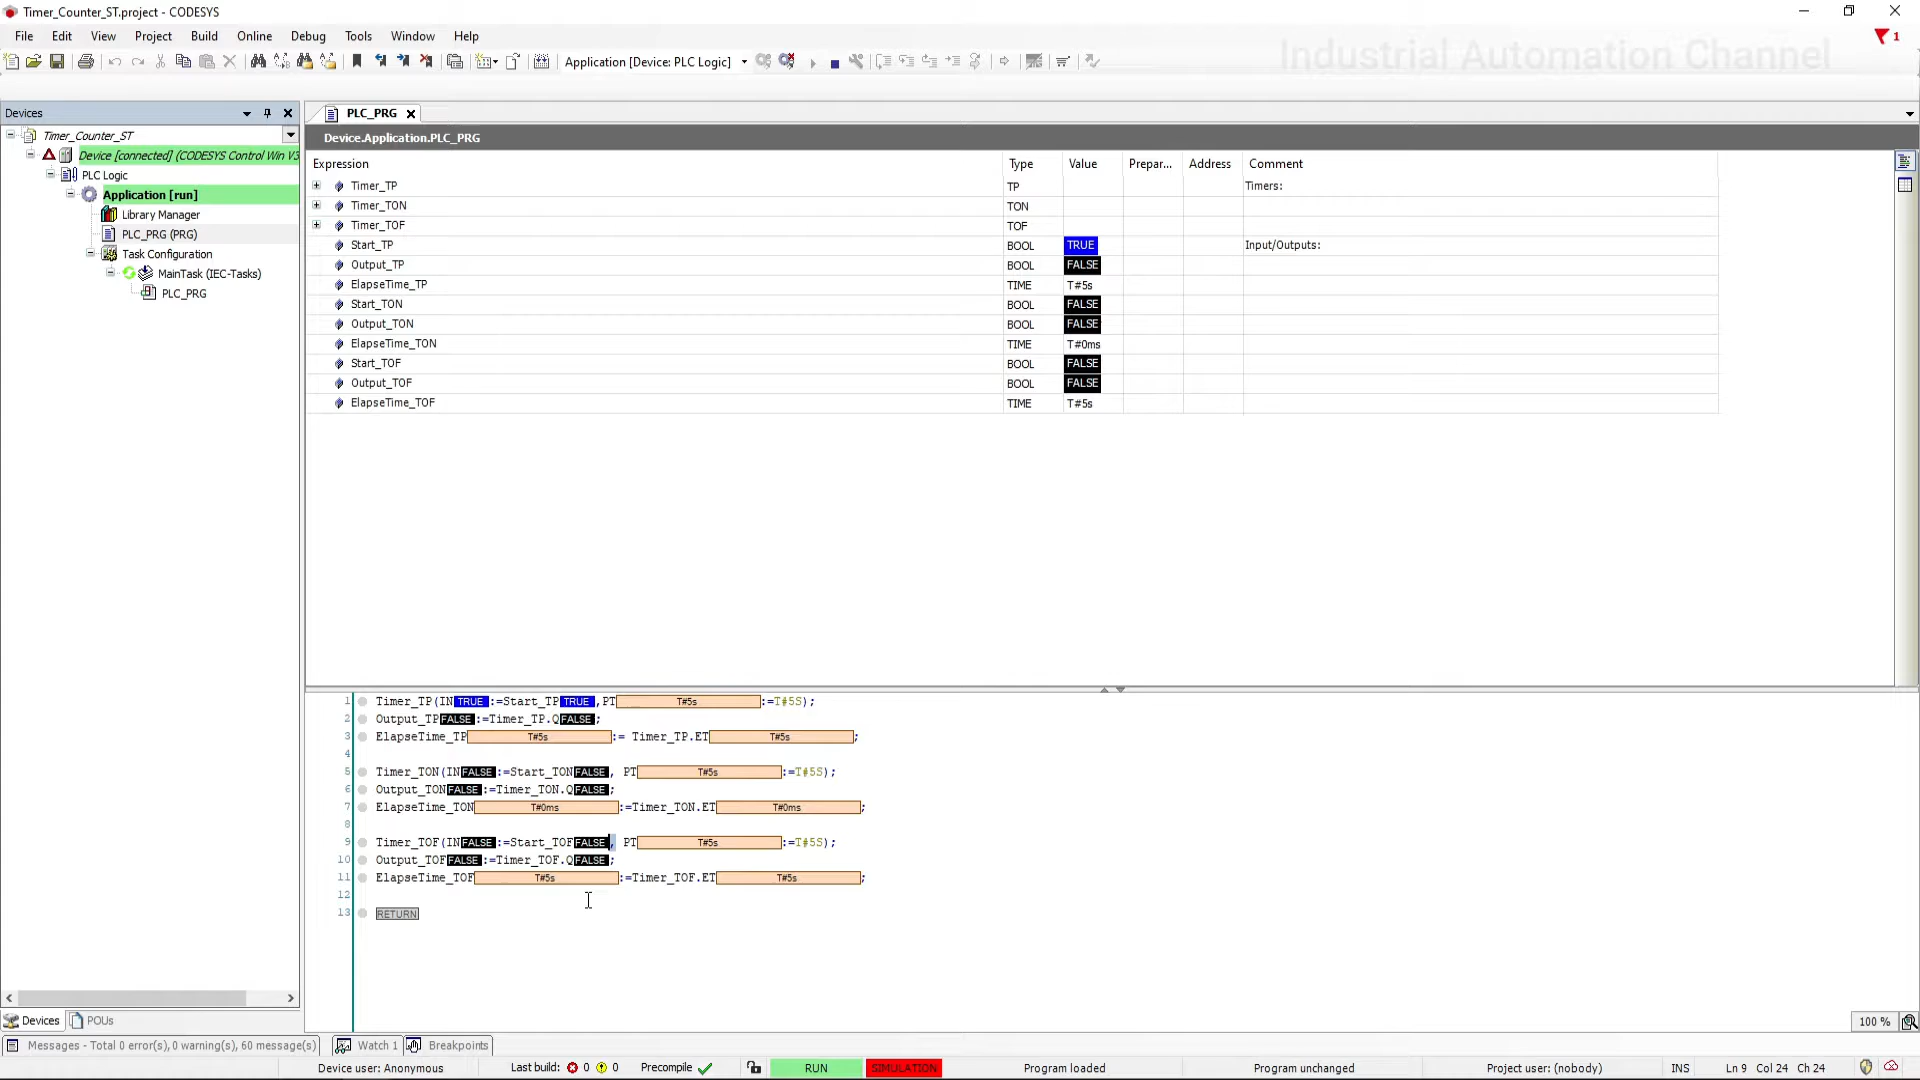 Timer_Counter_ST.project - CODESYS
File Edit View Project Build Online Debug Tools Window Help
1
Application [Device: PLC Logic]
Industrial Automation Channel
Devices
Timer_Counter_ST
Device [connected] (CODESYS Control Win V3
PLC Logic
Application [run]
Library Manager
PLC_PRG (PRG)
Task Configuration
MainTask (IEC-Tasks)
PLC_PRG
PLC_PRG
Device.Application.PLC_PRG
Expression Type Value Prepar... Address Comment
Timer_TP TP Timers:
Timer_TON TON
Timer_TOF TOF
Start_TP BOOL TRUE Input/Outputs:
Output_TP BOOL FALSE
ElapseTime_TP TIME T#5s
Start_TON BOOL FALSE
Output_TON BOOL FALSE
ElapseTime_TON TIME T#0ms
Start_TOF BOOL FALSE
Output_TOF BOOL FALSE
ElapseTime_TOF TIME T#5s
1 Timer_TP(IN TRUE :=Start_TP TRUE ,PT T#5s :=T#5S);
2 Output_TP FALSE :=Timer_TP.Q FALSE ;
3 ElapseTime_TP T#5s := Timer_TP.ET T#5s ;
4
5 Timer_TON(IN FALSE :=Start_TON FALSE , PT T#5s :=T#5S);
6 Output_TON FALSE :=Timer_TON.Q FALSE ;
7 ElapseTime_TON T#0ms :=Timer_TON.ET T#0ms ;
8
9 Timer_TOF(IN FALSE :=Start_TOF FALSE , PT T#5s :=T#5S);
10 Output_TOF FALSE :=Timer_TOF.Q FALSE ;
11 ElapseTime_TOF T#5s :=Timer_TOF.ET T#5s ;
12
13 RETURN
Devices POUs
100 %
Messages - Total 0 error(s), 0 warning(s), 60 message(s) Watch 1 Breakpoints
Device user: Anonymous Last build: 0 0 Precompile RUN SIMULATION Program loaded Program unchanged Project user: (nobody) INS Ln 9 Col 24 Ch 24